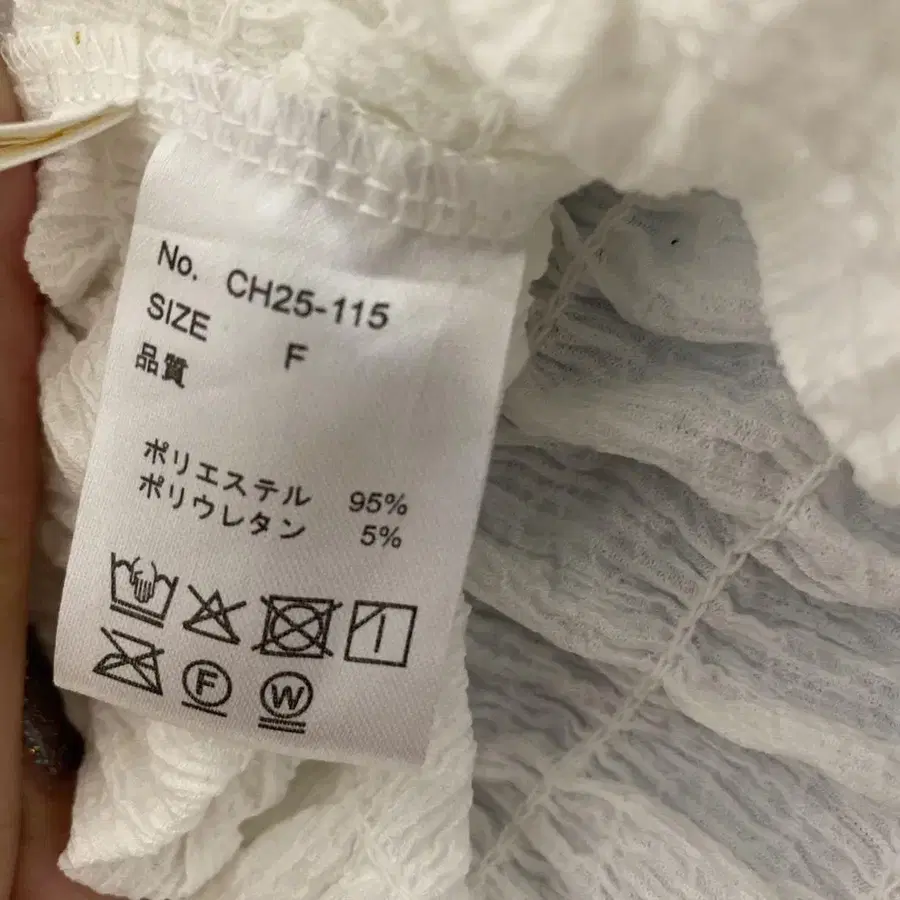 No. CH25-115
SIZE F
品質
ポリエステル 95%
ポリウレタン 5%
F W